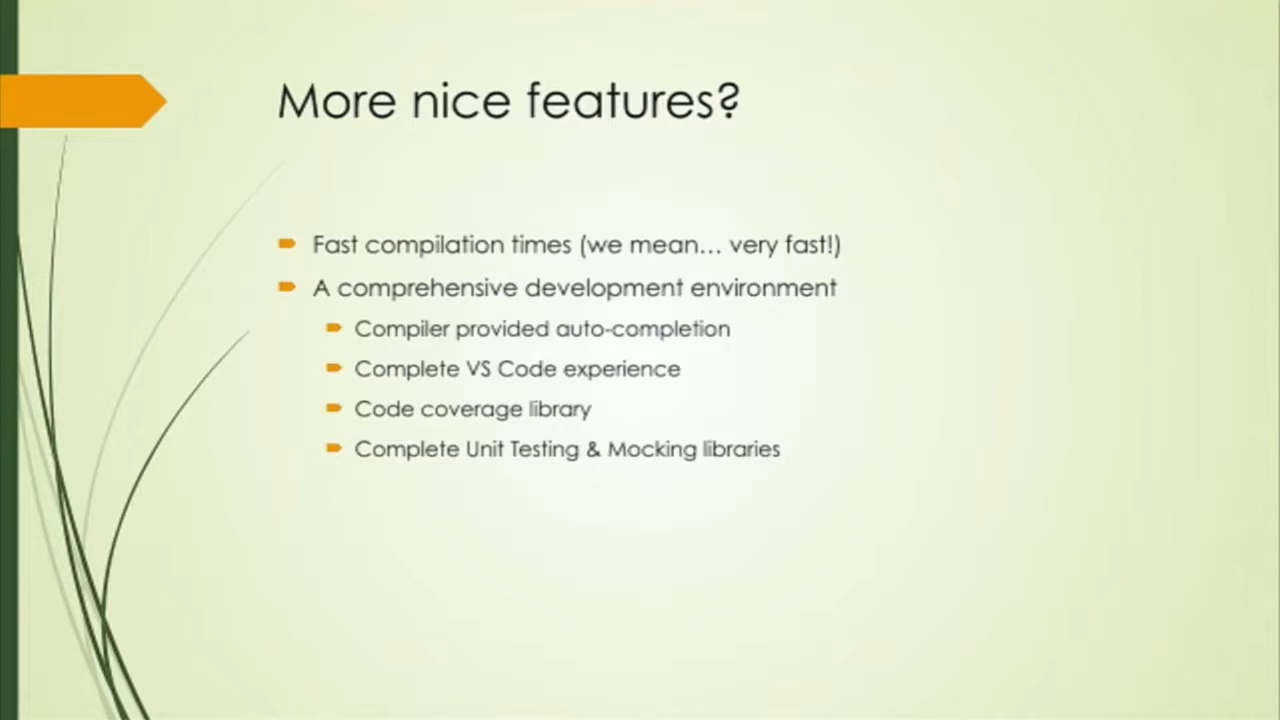 More nice features?
Fast compilation times (we mean... very fast!)
A comprehensive development environment
Compiler provided auto-completion
Complete VS Code experience
Code coverage library
Complete Unit Testing & Mocking libraries